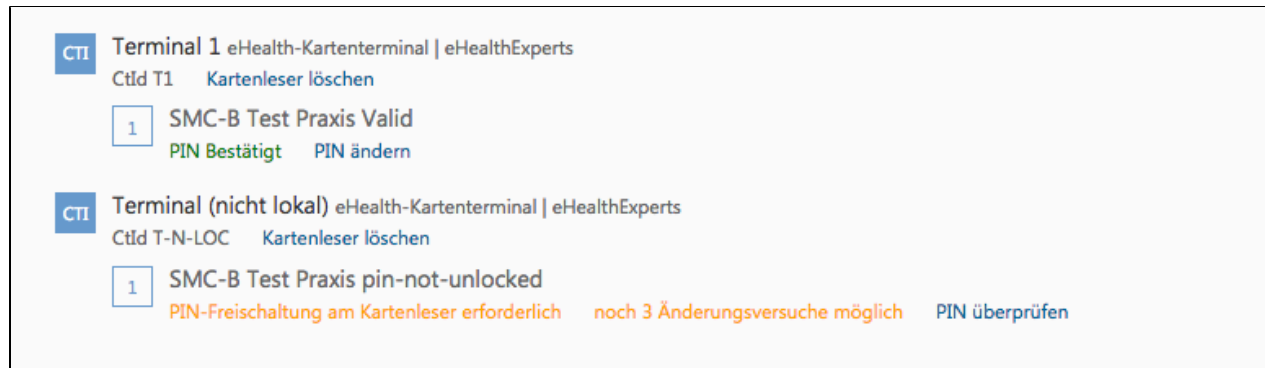 CTI Terminal 1 eHealth-Kartenterminal | eHealthExperts
CtId T1 Kartenleser löschen
1 SMC-B Test Praxis Valid
PIN Bestätigt PIN ändern
CTI Terminal (nicht lokal) eHealth-Kartenterminal | eHealthExperts
CtId T-N-LOC Kartenleser löschen
1 SMC-B Test Praxis pin-not-unlocked
PIN-Freischaltung am Kartenleser erforderlich noch 3 Änderungsversuche möglich PIN überprüfen